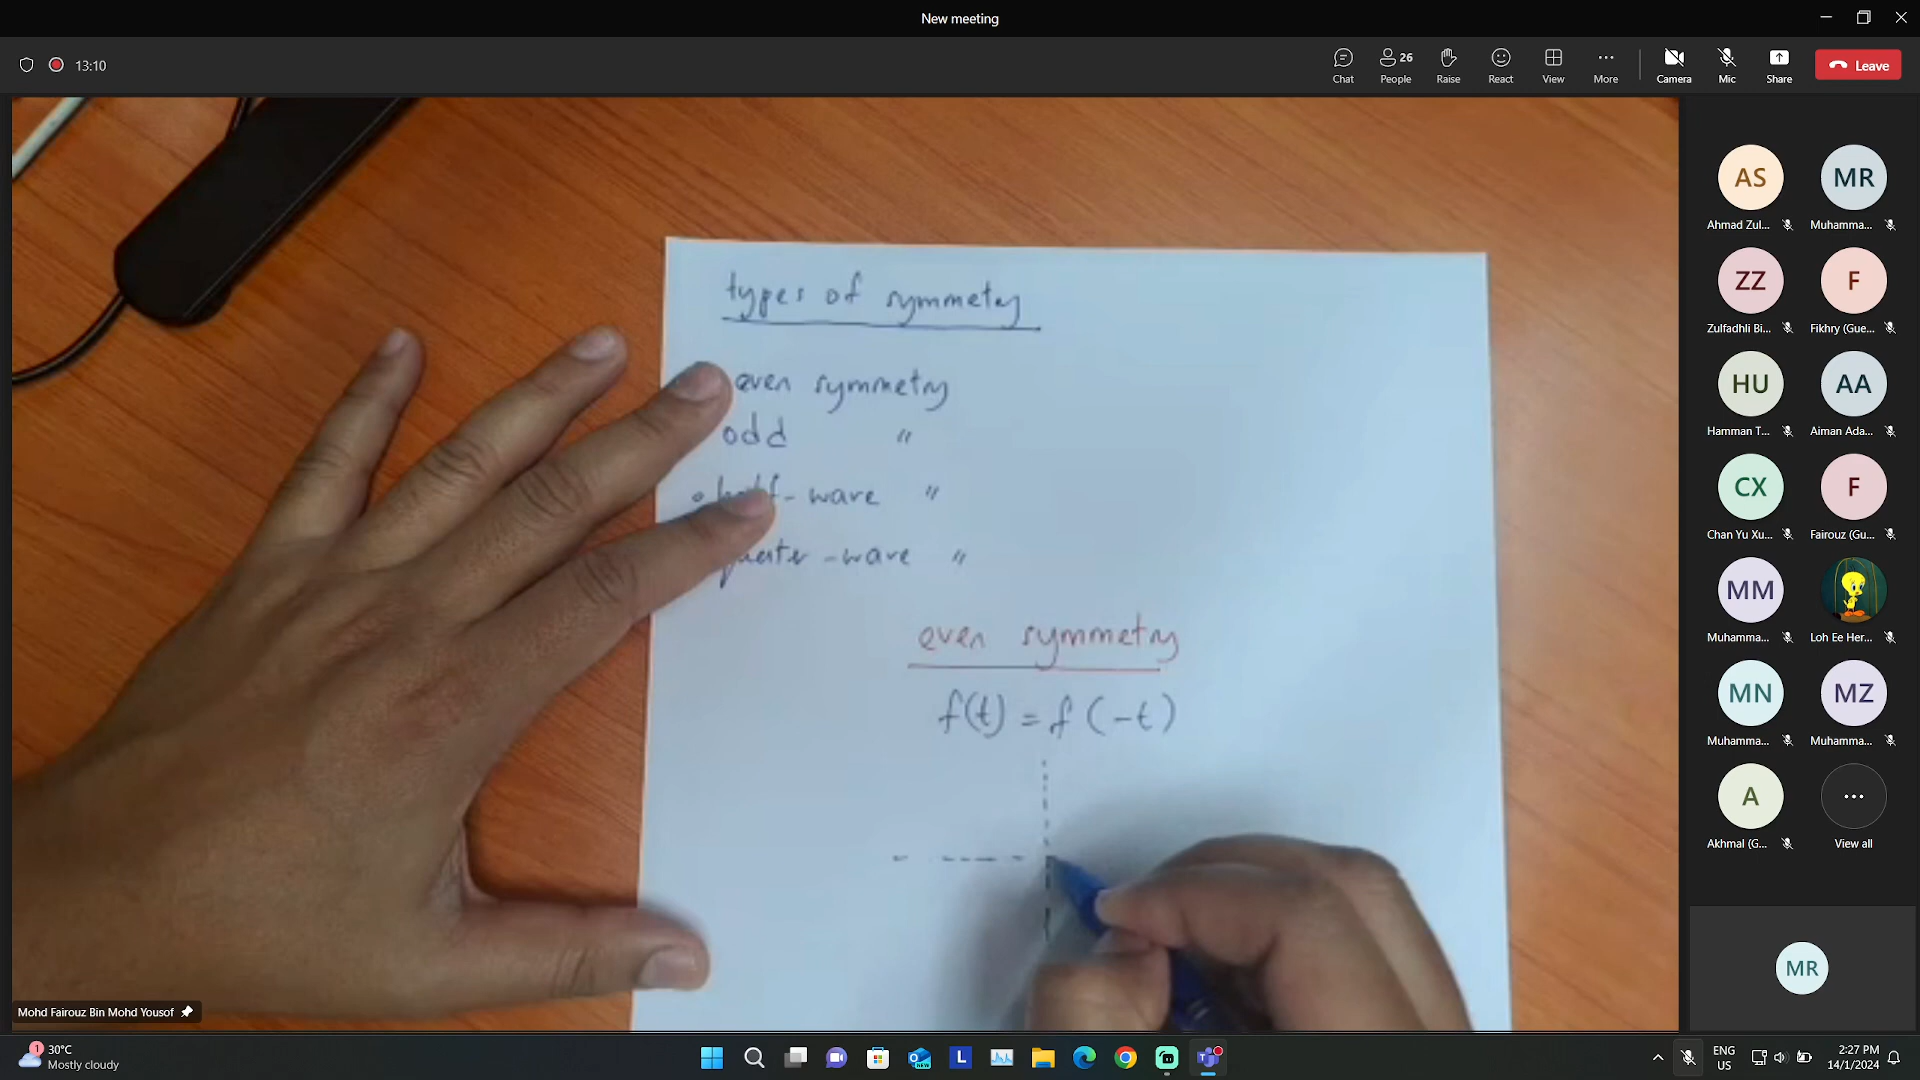 New meeting
13:10
Chat
26
People
Raise
React
View
More
Camera
Mic
Share
Leave
types of symmetry
even symmetry
odd "
half-wave "
-wave "
even symmetry
f(t) = f(-t)
Mohd Fairouz Bin Mohd Yousof
AS
Ahmad Zul...
MR
Muhamma...
ZZ
Zulfadhli Bi...
F
Fikhry (Gue...
HU
Hamman T...
AA
Aiman Ada...
CX
Chan Yu Xu...
F
Fairouz (Gu...
MM
Muhamma...
Loh Ee Her...
MN
Muhamma...
MZ
Muhamma...
A
Akhmal (G...
...
View all
MR
1
30°C
Mostly cloudy
NEW
L
ENG
US
2:27 PM
14/1/2024